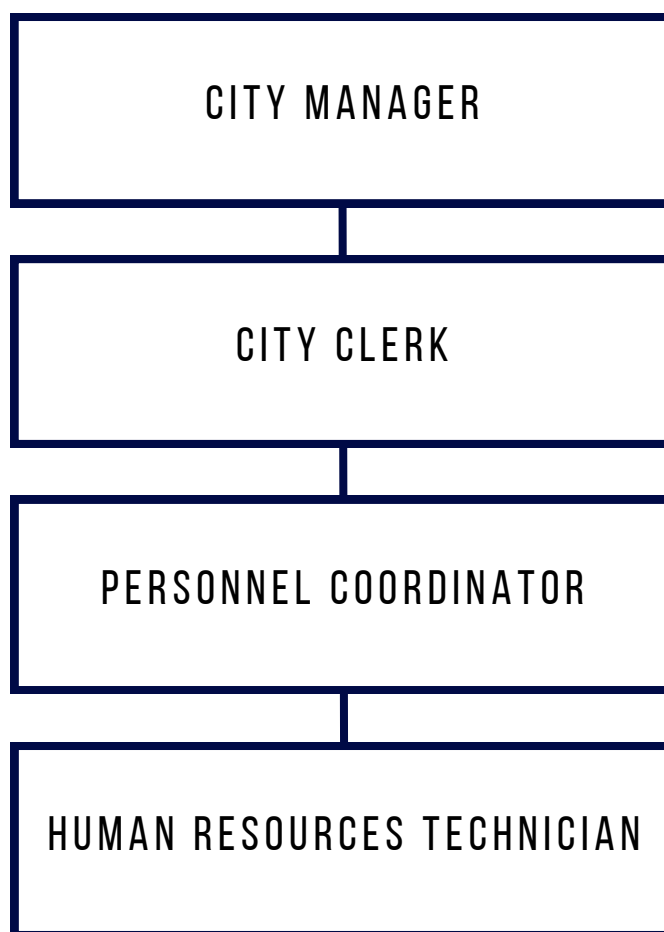 CITY MANAGER
CITY CLERK
PERSONNEL COORDINATOR
HUMAN RESOURCES TECHNICIAN